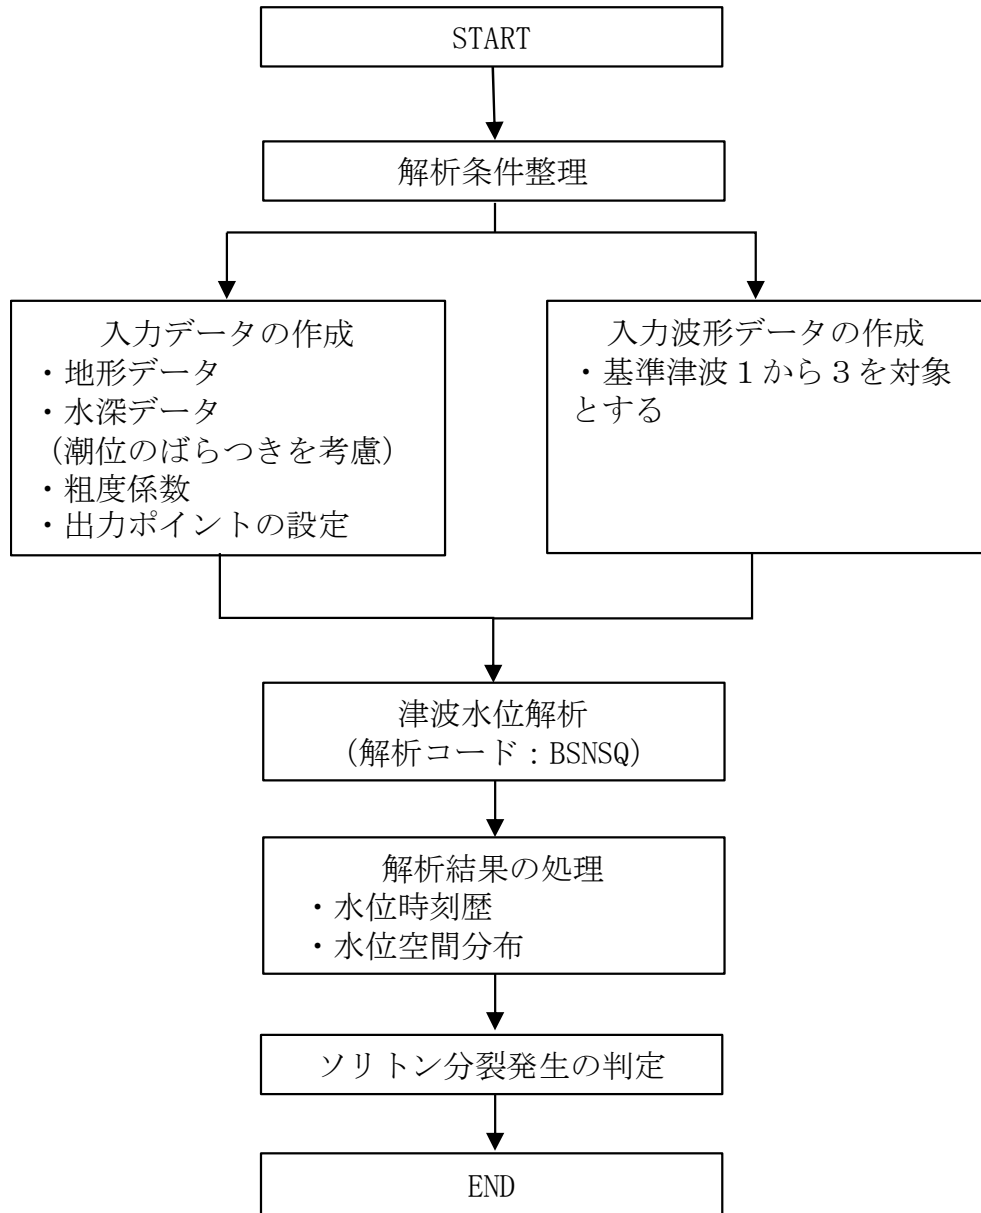 START
解析条件整理
入力データの作成
・地形データ
・水深データ
(潮位のばらつきを考慮)
・粗度係数
・出力ポイントの設定
入力波形データの作成
・基準津波１から３を対象
とする
津波水位解析
(解析コード：BSNSQ)
解析結果の処理
・水位時刻歴
・水位空間分布
ソリトン分裂発生の判定
END